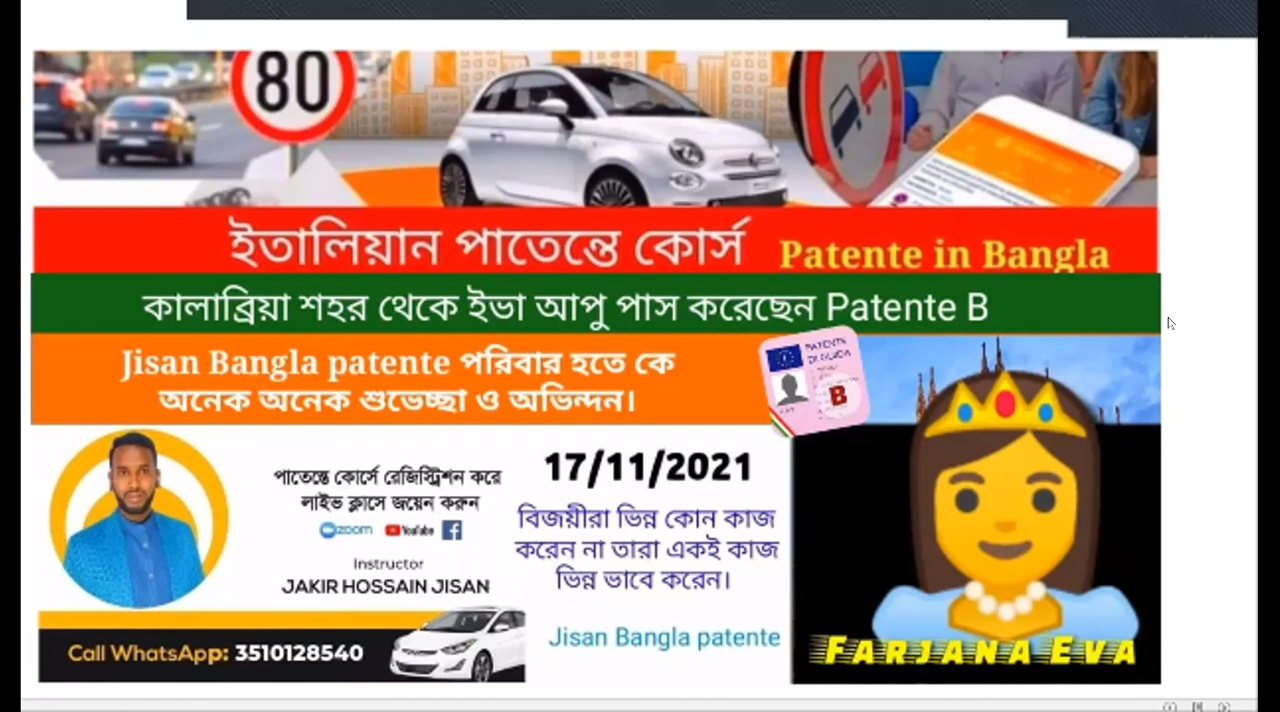 80
ইতালিয়ান পাতেন্তে কোর্স Patente in Bangla
কালাব্রিয়া শহর থেকে ইভা আপু পাস করেছেন Patente B
Jisan Bangla patente পরিবার হতে কে
অনেক অনেক শুভেচ্ছা ও অভিন্দন।
PATENTE
DI GUIDA
B
পাতেন্তে কোর্সে রেজিস্ট্রিশন করে
লাইভ ক্লাসে জয়েন করুন
zoom YouTube
Instructor
JAKIR HOSSAIN JISAN
Call WhatsApp: 3510128540
17/11/2021
বিজয়ীরা ভিন্ন কোন কাজ
করেন না তারা একই কাজ
ভিন্ন ভাবে করেন।
Jisan Bangla patente
FARJANA EVA